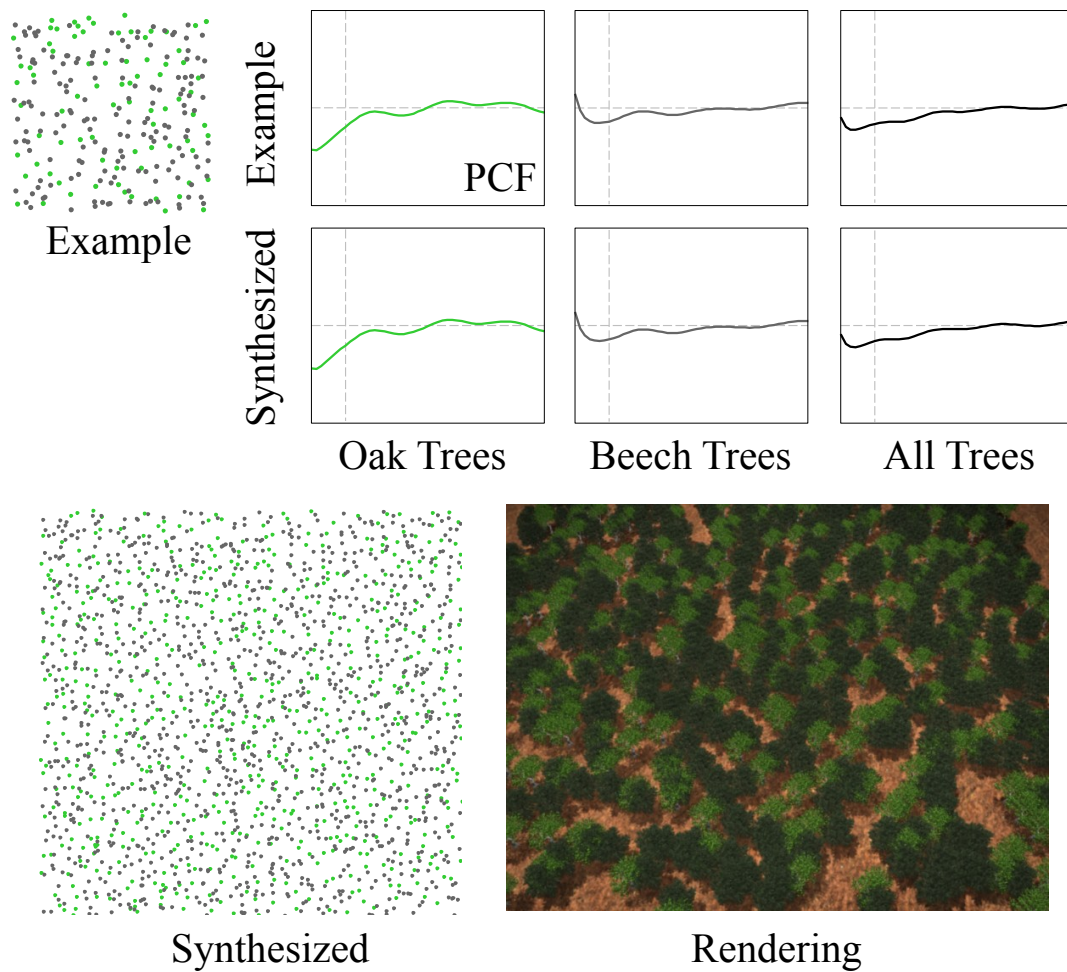 Example
PCF
Example
Synthesized
Oak Trees
Beech Trees
All Trees
Synthesized
Rendering